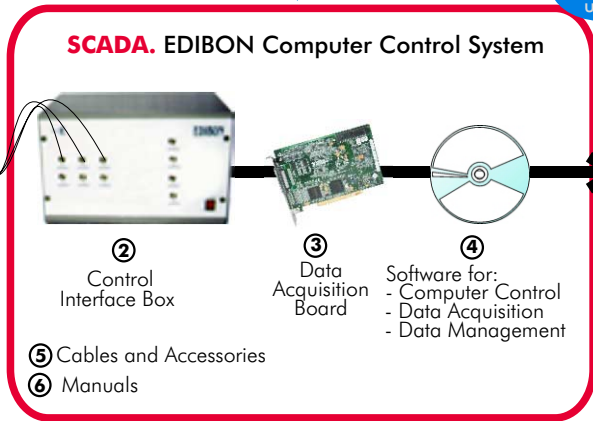 SCADA. EDIBON Computer Control System
EDIBON
②
Control
Interface Box
③
Data
Acquisition
Board
④
Software for:
- Computer Control
- Data Acquisition
- Data Management
⑤ Cables and Accessories
⑥ Manuals